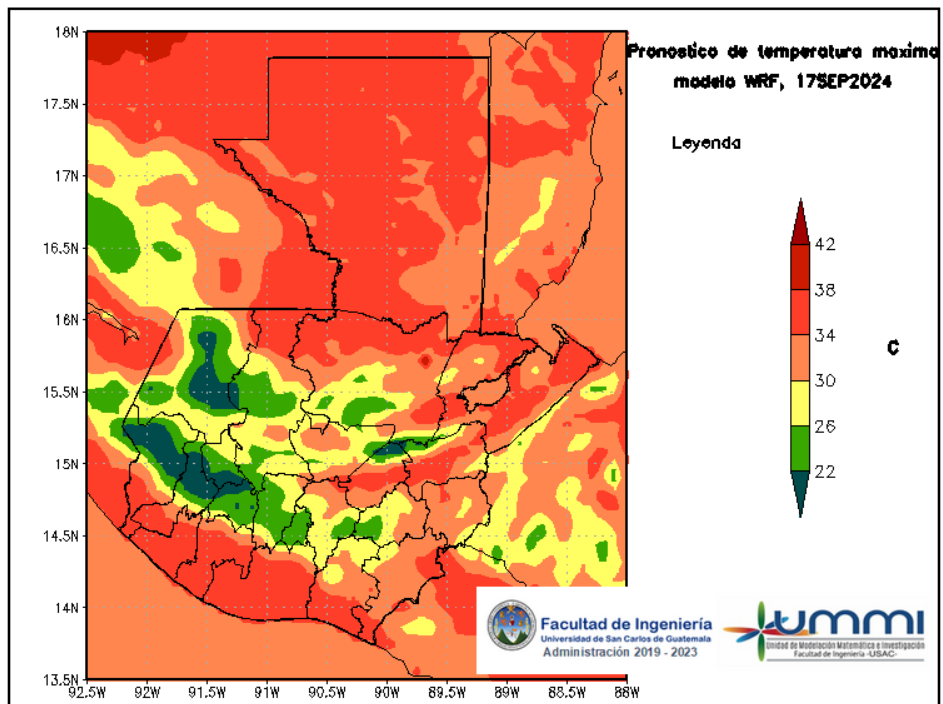 Pronostico de temperatura maxima
modelo WRF, 17SEP2024
Leyenda
42
38
34
30
26
22
C
18N
17.5N
17N
16.5N
16N
15.5N
15N
14.5N
14N
13.5N
92.5W 92W 91.5W 91W 90.5W 90W 89.5W 89W 88.5W 88W
Facultad de Ingeniería
Universidad de San Carlos de Guatemala
Administración 2019 - 2023
UMMI
Unidad de Modelación Matemática e Investigación
Facultad de Ingeniería -USAC-